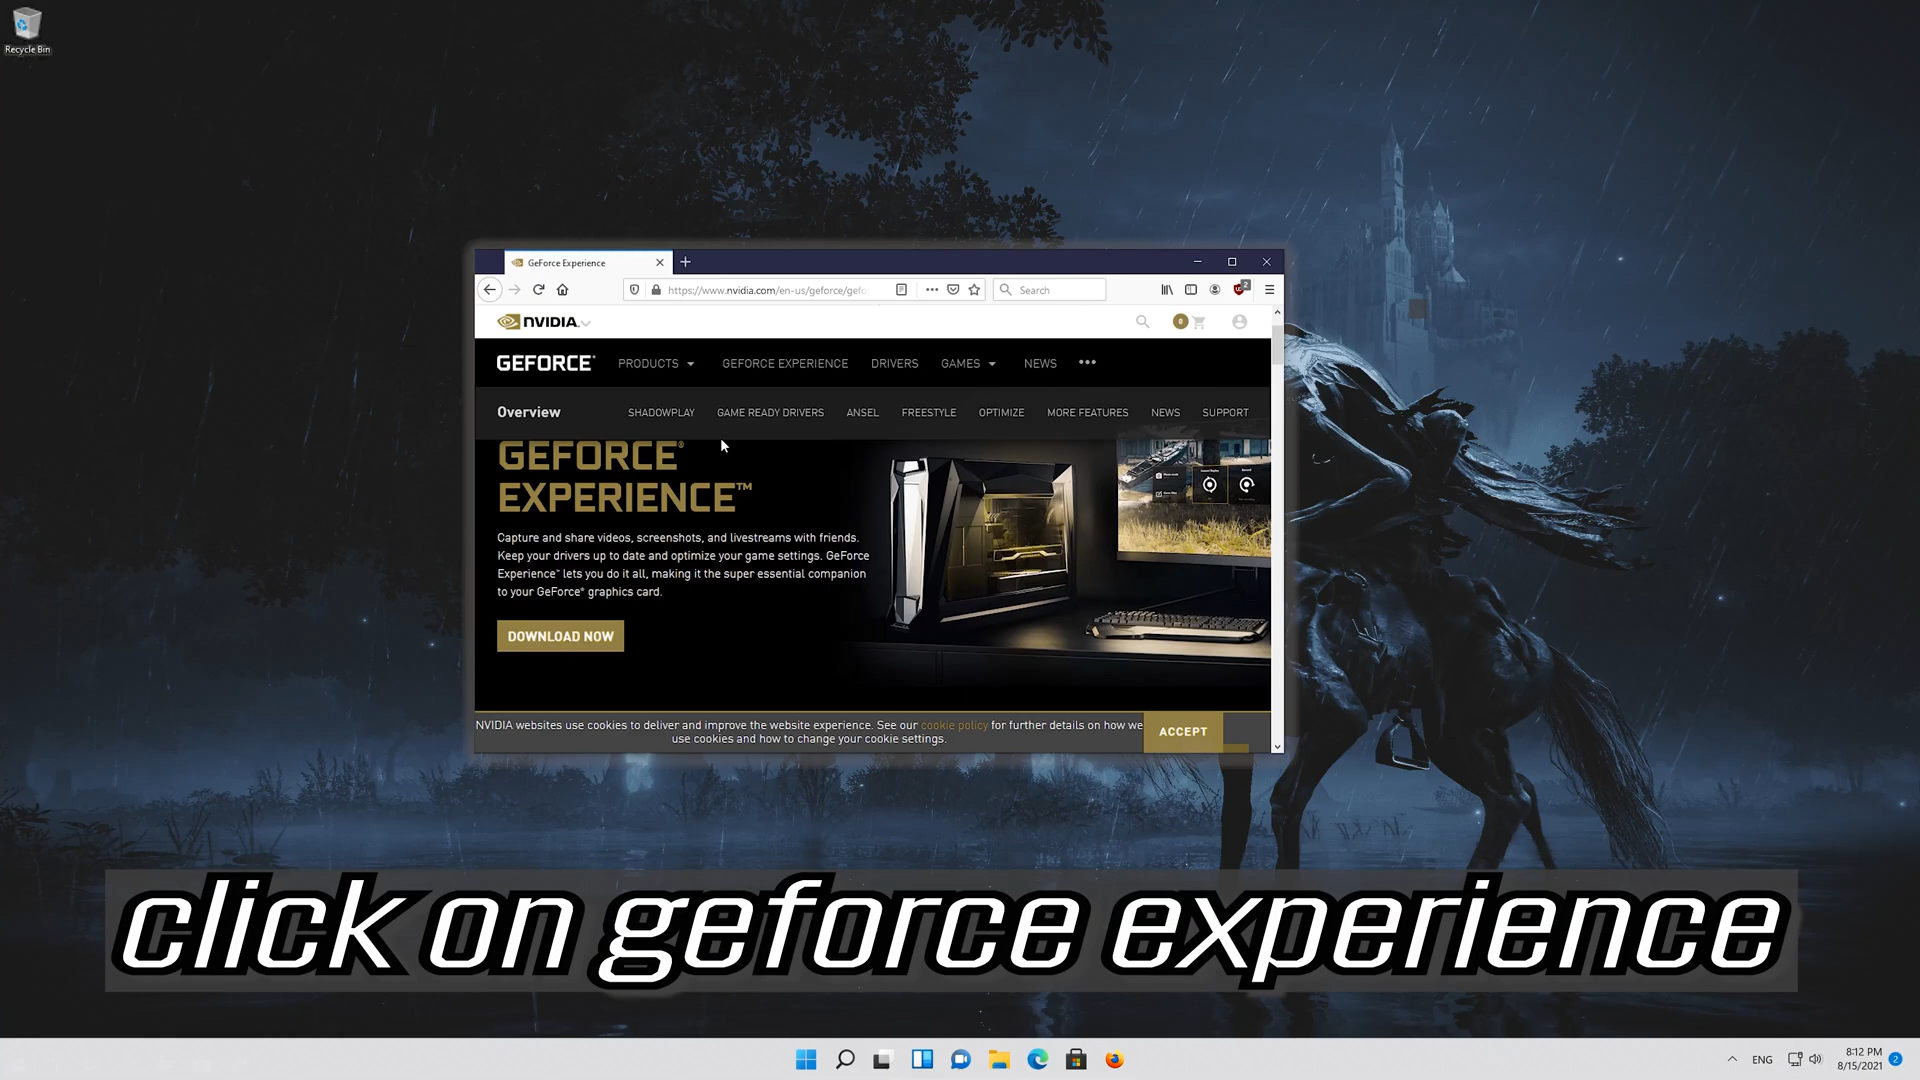 Recycle Bin
GeForce Experience
https://www.nvidia.com/en-us/geforce/gefo
Search
2
NVIDIA.
0
GEFORCE®
PRODUCTS
GEFORCE EXPERIENCE
DRIVERS
GAMES
NEWS
•••
Overview
SHADOWPLAY
GAME READY DRIVERS
ANSEL
FREESTYLE
OPTIMIZE
MORE FEATURES
NEWS
SUPPORT
GEFORCE®
EXPERIENCE™
Capture and share videos, screenshots, and livestreams with friends.
Keep your drivers up to date and optimize your game settings. GeForce
Experience™ lets you do it all, making it the super essential companion
to your GeForce® graphics card.
DOWNLOAD NOW
NVIDIA websites use cookies to deliver and improve the website experience. See our cookie policy for further details on how we
use cookies and how to change your cookie settings.
ACCEPT
click on geforce experience
ENG
8:12 PM
8/15/2021
2